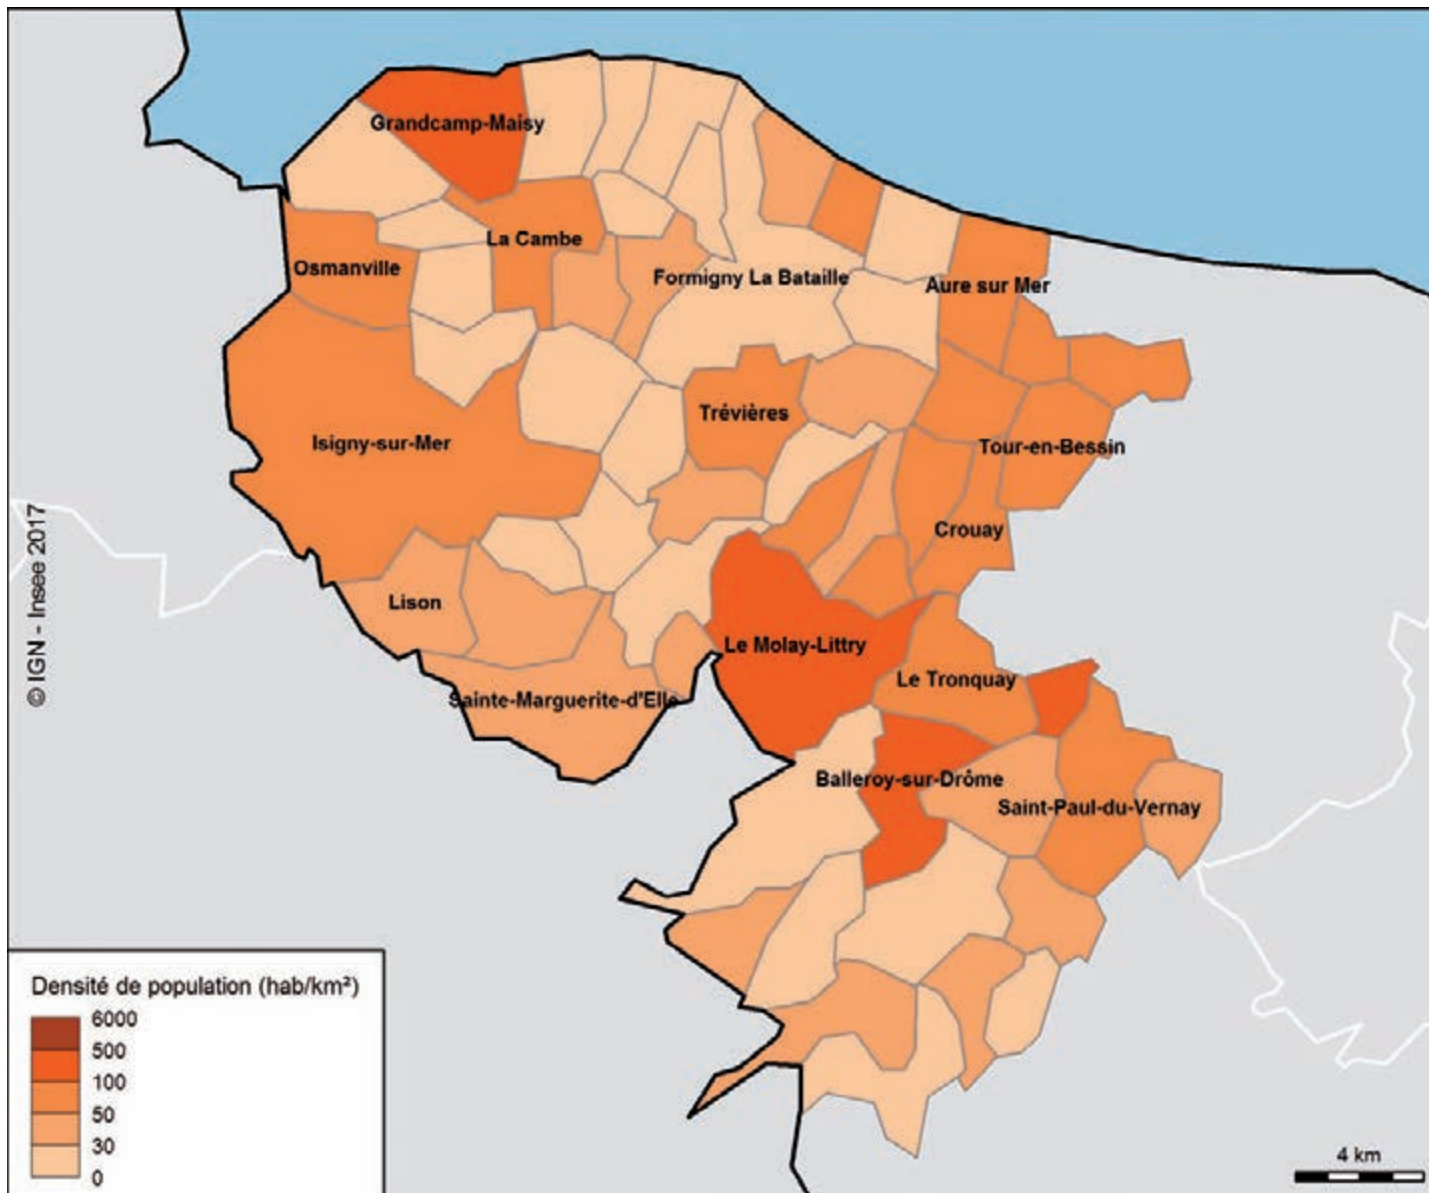 Grandcamp-Maisy
La Cambe
Osmanville
Formigny La Bataille
Aure sur Mer
Trévières
Isigny-sur-Mer
Tour-en-Bessin
Crouay
© IGN - Insee 2017
Lison
Le Molay-Littry
Le Tronquay
Sainte-Marguerite-d'Elle
Balleroy-sur-Drôme
Saint-Paul-du-Vernay
Densité de population (hab/km²)
6000
500
100
50
30
0
4 km